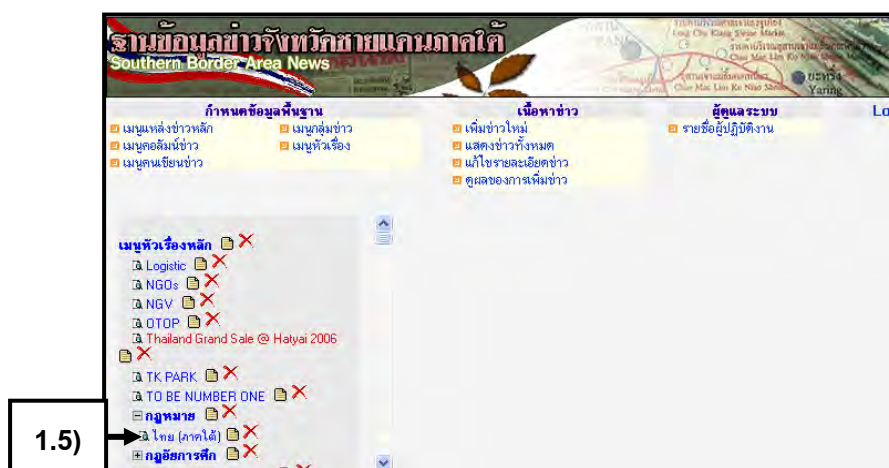 ฐานข้อมูลข่าวจังหวัดชายแดนภาคใต้
Southern Border Area News
Yaring
กำหนดข้อมูลพื้นฐาน
เนื้อหาข่าว
ผู้ดูแลระบบ
Lo
เมนูแหล่งข่าวหลัก
เมนูกลุ่มข่าว
เพิ่มข่าวใหม่
รายชื่อผู้ปฏิบัติงาน
เมนูคอลัมน์ข่าว
เมนูหัวเรื่อง
แสดงข่าวทั้งหมด
เมนูคนเขียนข่าว
แก้ไขรายละเอียดข่าว
ดูผลของการเพิ่มข่าว
เมนูหัวเรื่องหลัก
Logistic
NGOs
NGV
OTOP
Thailand Grand Sale @ Hatyai 2006
TK PARK
TO BE NUMBER ONE
กฎหมาย
1.5)
ไทย (ภาคใต้)
กฎอัยการศึก